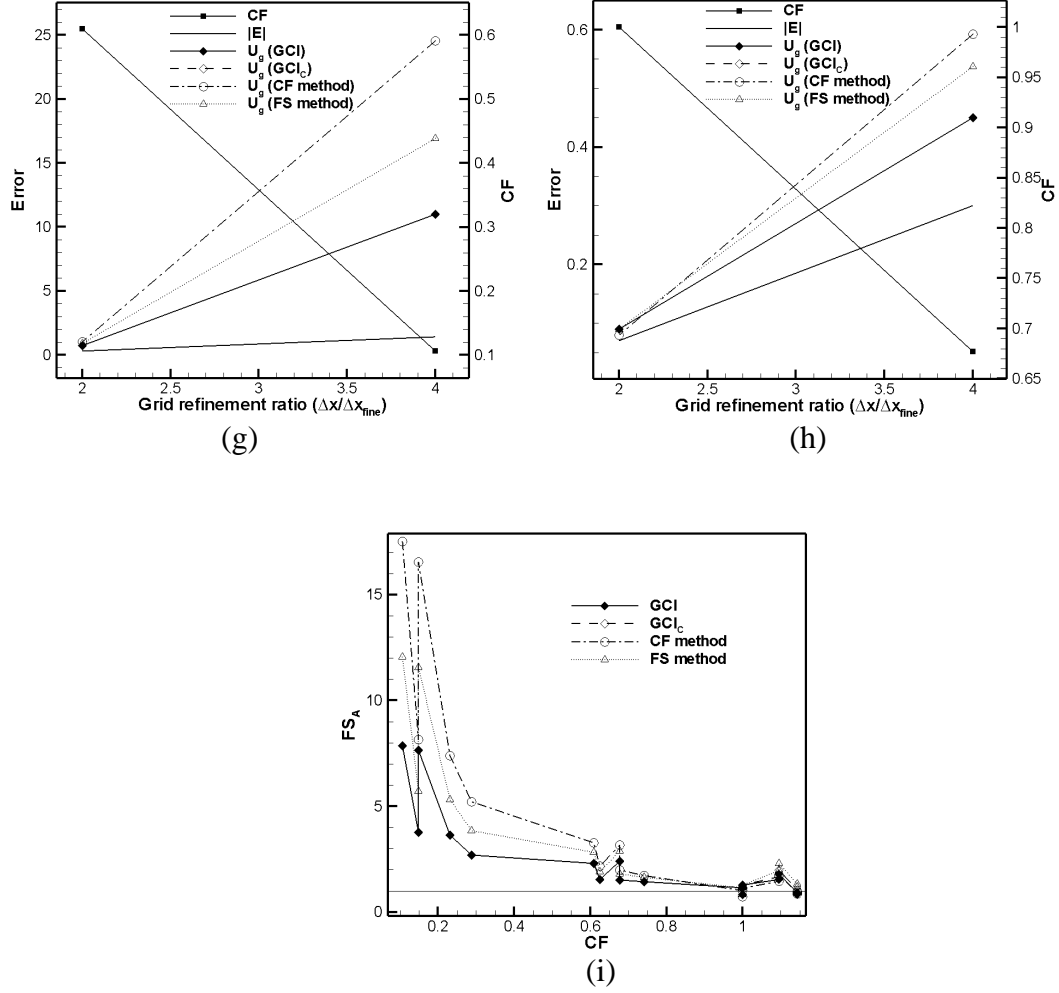 CF
|E|
U_g (GCI)
U_g (GCI_C)
U_g (CF method)
U_g (FS method)
Error
25
20
15
10
5
0
CF
0.6
0.5
0.4
0.3
0.2
0.1
2
2.5
3
3.5
4
Grid refinement ratio (Δx/Δx_fine)
(g)
CF
|E|
U_g (GCI)
U_g (GCI_C)
U_g (CF method)
U_g (FS method)
Error
0.6
0.4
0.2
CF
1
0.95
0.9
0.85
0.8
0.75
0.7
0.65
2
2.5
3
3.5
4
Grid refinement ratio (Δx/Δx_fine)
(h)
GCI
GCI_C
CF method
FS method
FS_A
15
10
5
0
0.2
0.4
0.6
0.8
1
CF
(i)